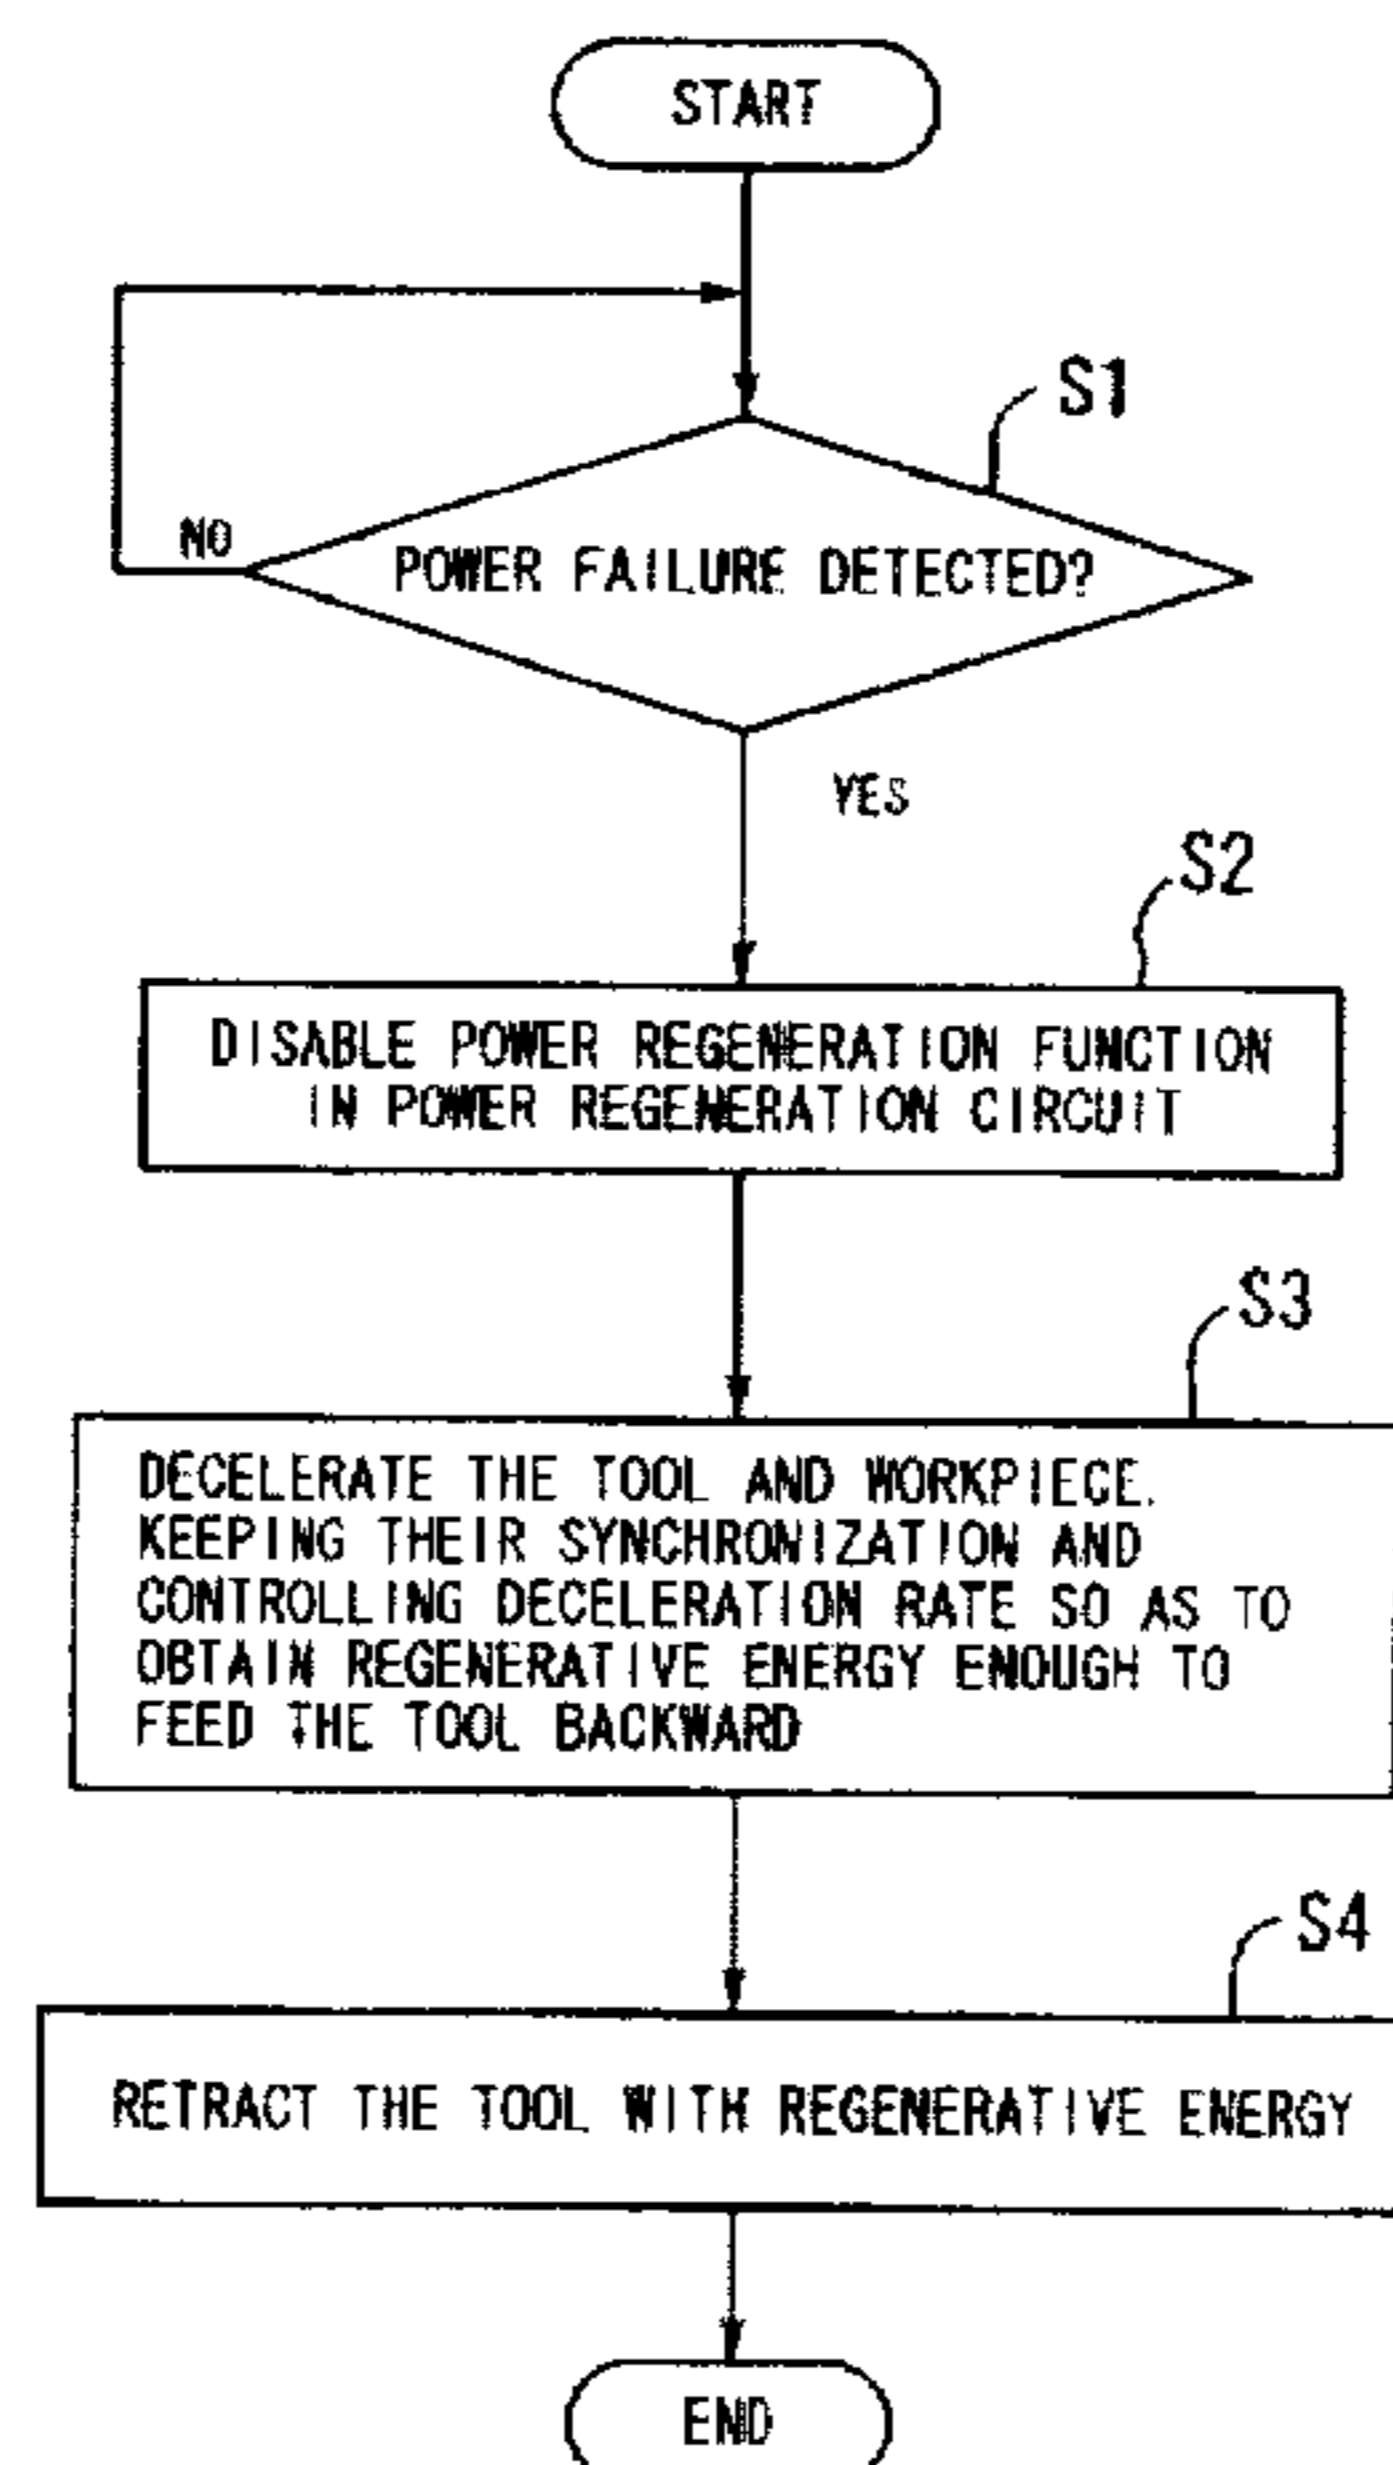 START
S1
NO
POWER FAILURE DETECTED?
YES
S2
DISABLE POWER REGENERATION FUNCTION
IN POWER REGENERATION CIRCUIT
S3
DECELERATE THE TOOL AND WORKPIECE.
KEEPING THEIR SYNCHRONIZATION AND
CONTROLLING DECELERATION RATE SO AS TO
OBTAIN REGENERATIVE ENERGY ENOUGH TO
FEED THE TOOL BACKWARD
S4
RETRACT THE TOOL WITH REGENERATIVE ENERGY
END